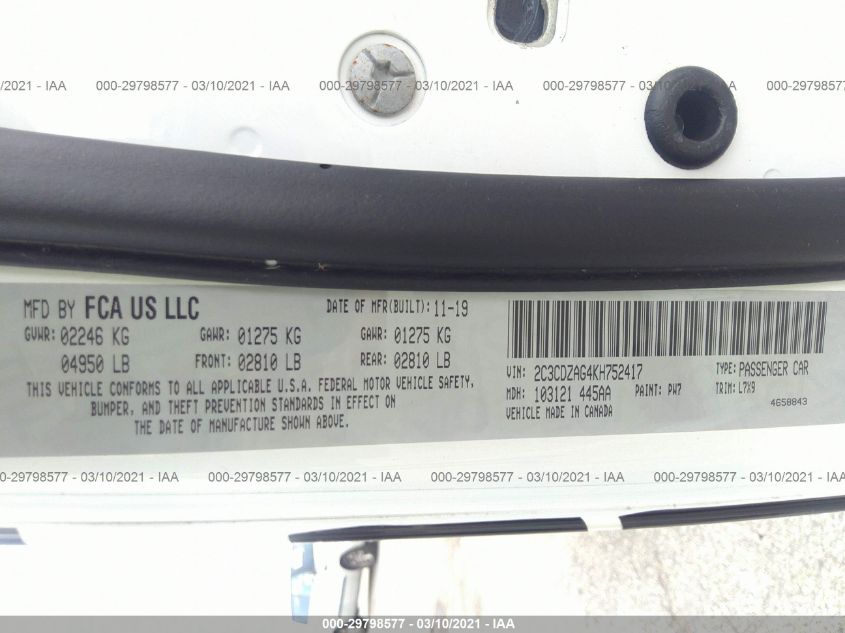 0/2021 - IAA 000-29798577 - 03/10/2021 - IAA 000-29798577 - 03/10/2021 - IAA 000-29798577 - 03/10/2021 - IAA 000-29798577
MFD BY FCA US LLC DATE OF MFR(BUILT): 11-19
GVWR: 02246 KG GAWR: 01275 KG GAWR: 01275 KG
04950 LB FRONT: 02810 LB REAR: 02810 LB
THIS VEHICLE CONFORMS TO ALL APPLICABLE U.S.A. FEDERAL MOTOR VEHICLE SAFETY,
BUMPER, AND THEFT PREVENTION STANDARDS IN EFFECT ON
THE DATE OF MANUFACTURE SHOWN ABOVE.
VIN: 2C3CDZAG4KH752417 TYPE: PASSENGER CAR
MDH: 103121 445AA PAINT: PW7 TRIM: L7X9
VEHICLE MADE IN CANADA 4658843
00-29798577 - 03/10/2021 - IAA 000-29798577 - 03/10/2021 - IAA 000-29798577 - 03/10/2021 - IAA 000-29798577 - 03/10/2021
000-29798577 - 03/10/2021 - IAA